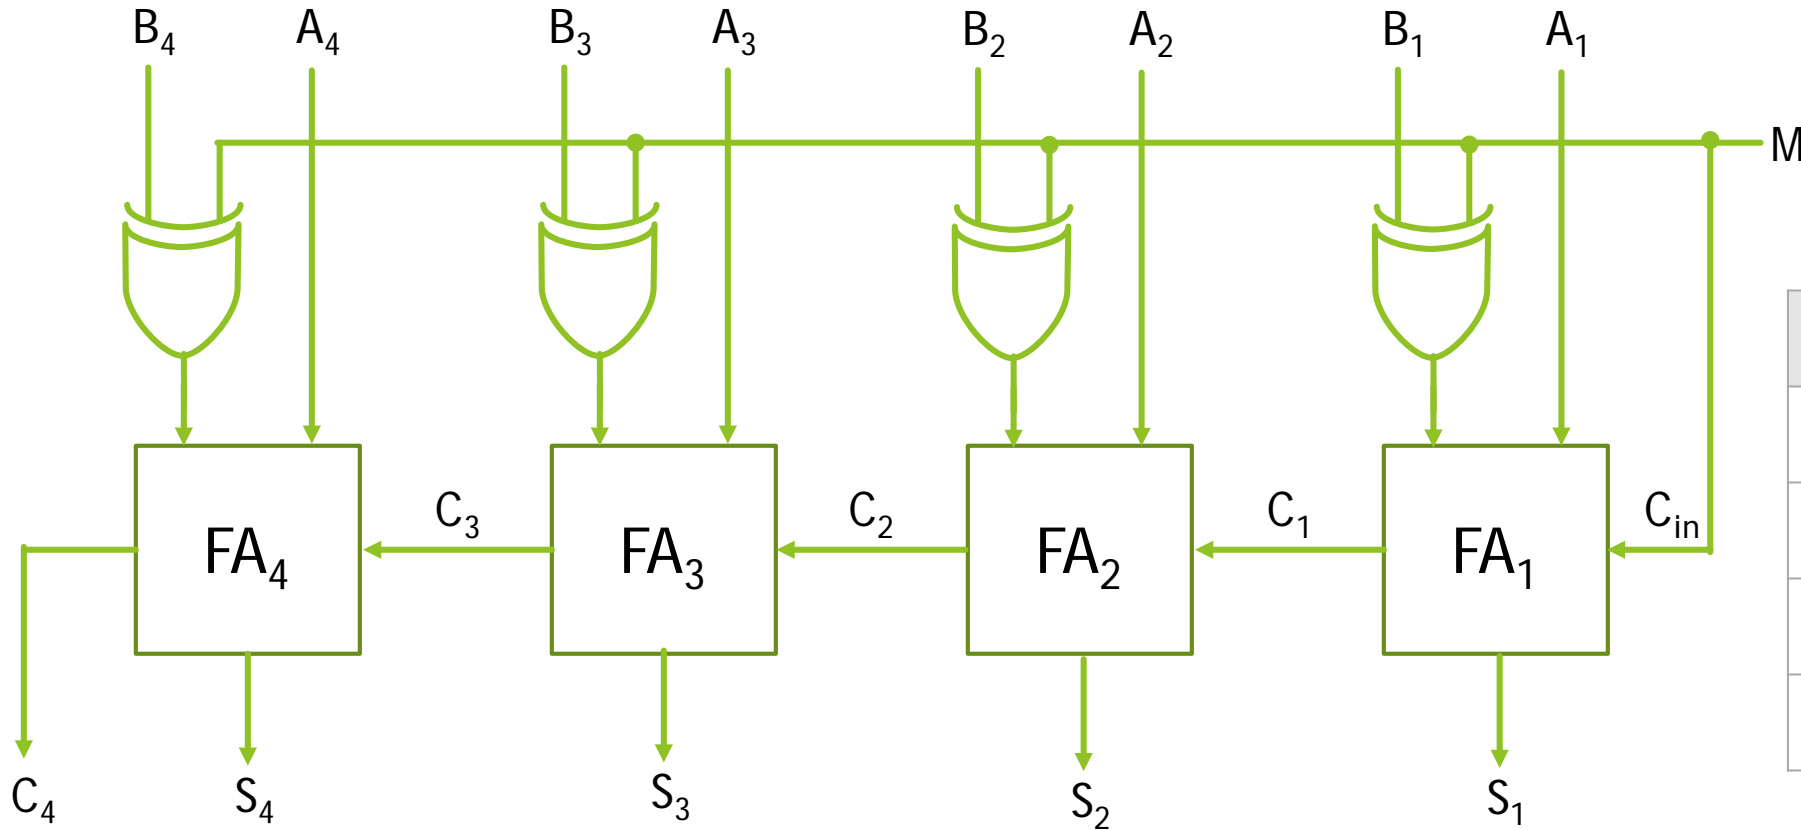 B₄ A₄ B₃ A₃ B₂ A₂ B₁ A₁
M
C₃ C₂ C₁ Cᵢₙ
FA₄ FA₃ FA₂ FA₁
C₄ S₄ S₃ S₂ S₁